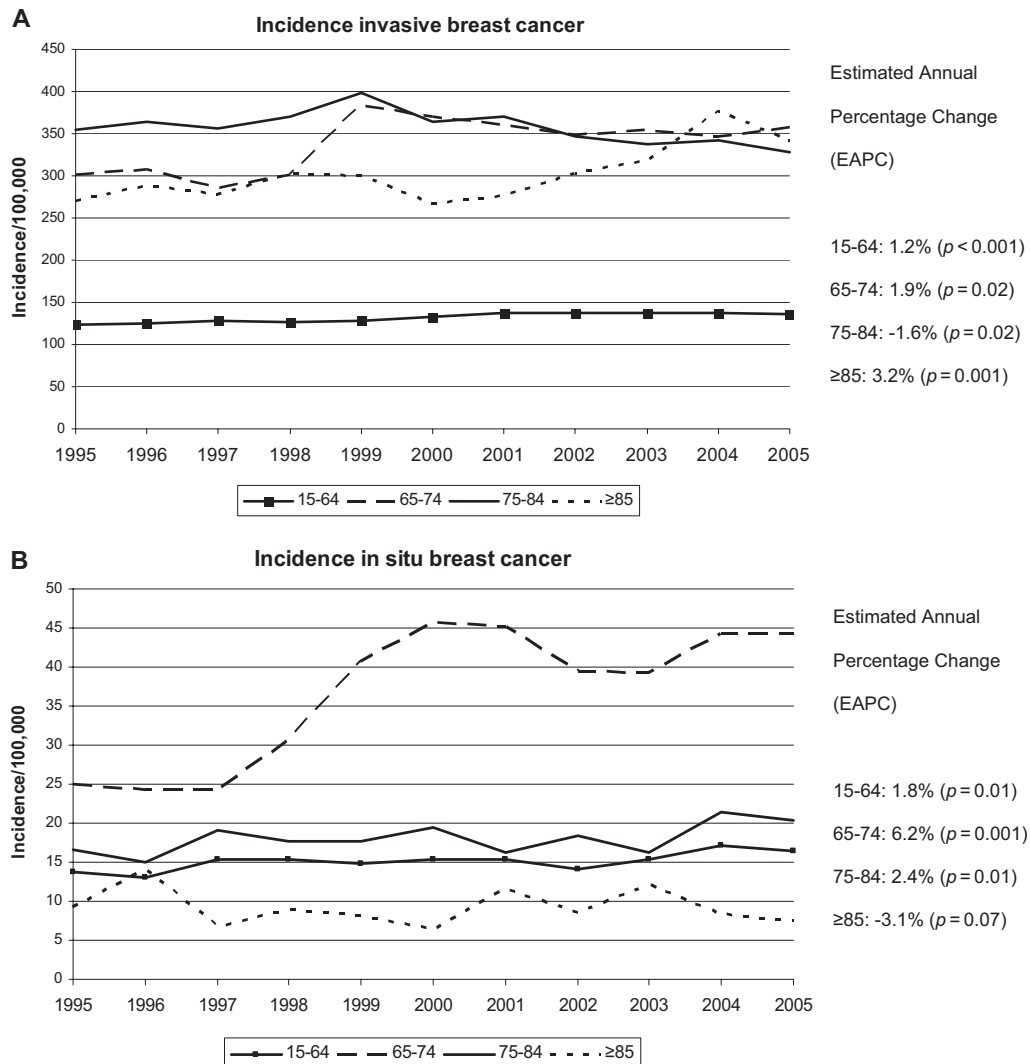 A
Incidence invasive breast cancer
Incidence/100,000
450
400
350
300
250
200
150
100
50
0
1995 1996 1997 1998 1999 2000 2001 2002 2003 2004 2005
15-64 65-74 75-84 ≥85
Estimated Annual
Percentage Change
(EAPC)
15-64: 1.2% (p < 0.001)
65-74: 1.9% (p = 0.02)
75-84: -1.6% (p = 0.02)
≥85: 3.2% (p = 0.001)
B
Incidence in situ breast cancer
Incidence/100,000
50
45
40
35
30
25
20
15
10
5
0
1995 1996 1997 1998 1999 2000 2001 2002 2003 2004 2005
15-64 65-74 75-84 ≥85
Estimated Annual
Percentage Change
(EAPC)
15-64: 1.8% (p = 0.01)
65-74: 6.2% (p = 0.001)
75-84: 2.4% (p = 0.01)
≥85: -3.1% (p = 0.07)